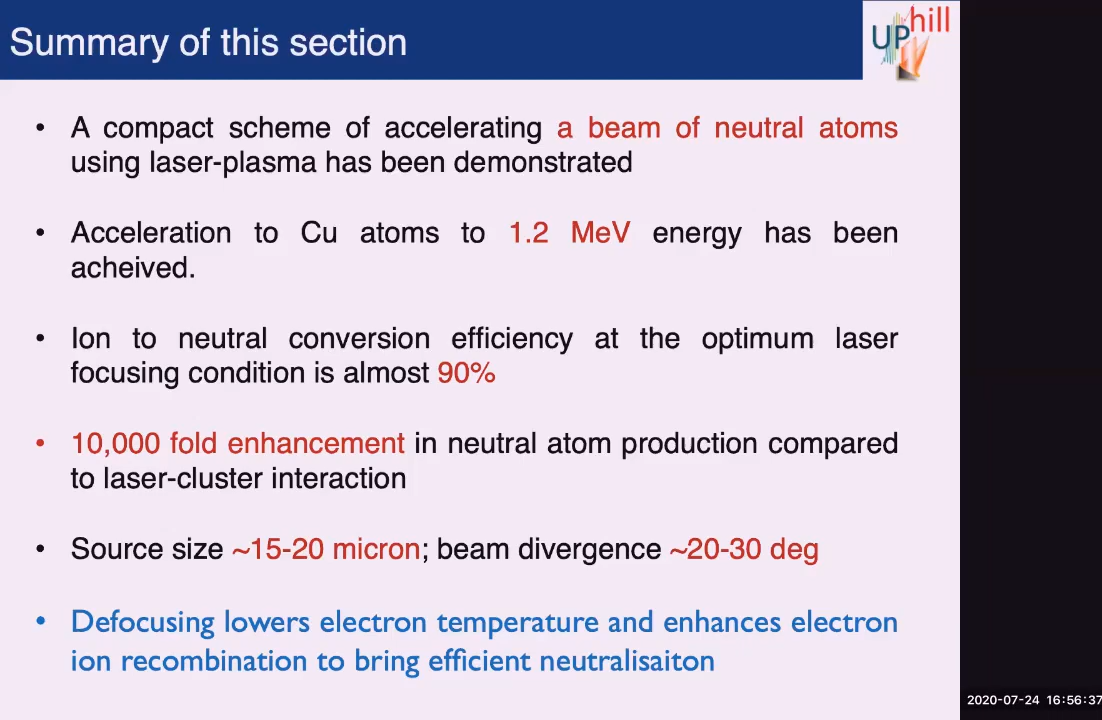 Summary of this section
UPhill
• A compact scheme of accelerating a beam of neutral atoms
using laser-plasma has been demonstrated
• Acceleration to Cu atoms to 1.2 MeV energy has been
acheived.
• Ion to neutral conversion efficiency at the optimum laser
focusing condition is almost 90%
• 10,000 fold enhancement in neutral atom production compared
to laser-cluster interaction
• Source size ~15-20 micron; beam divergence ~20-30 deg
• Defocusing lowers electron temperature and enhances electron
ion recombination to bring efficient neutralisaiton
2020-07-24 16:56:37